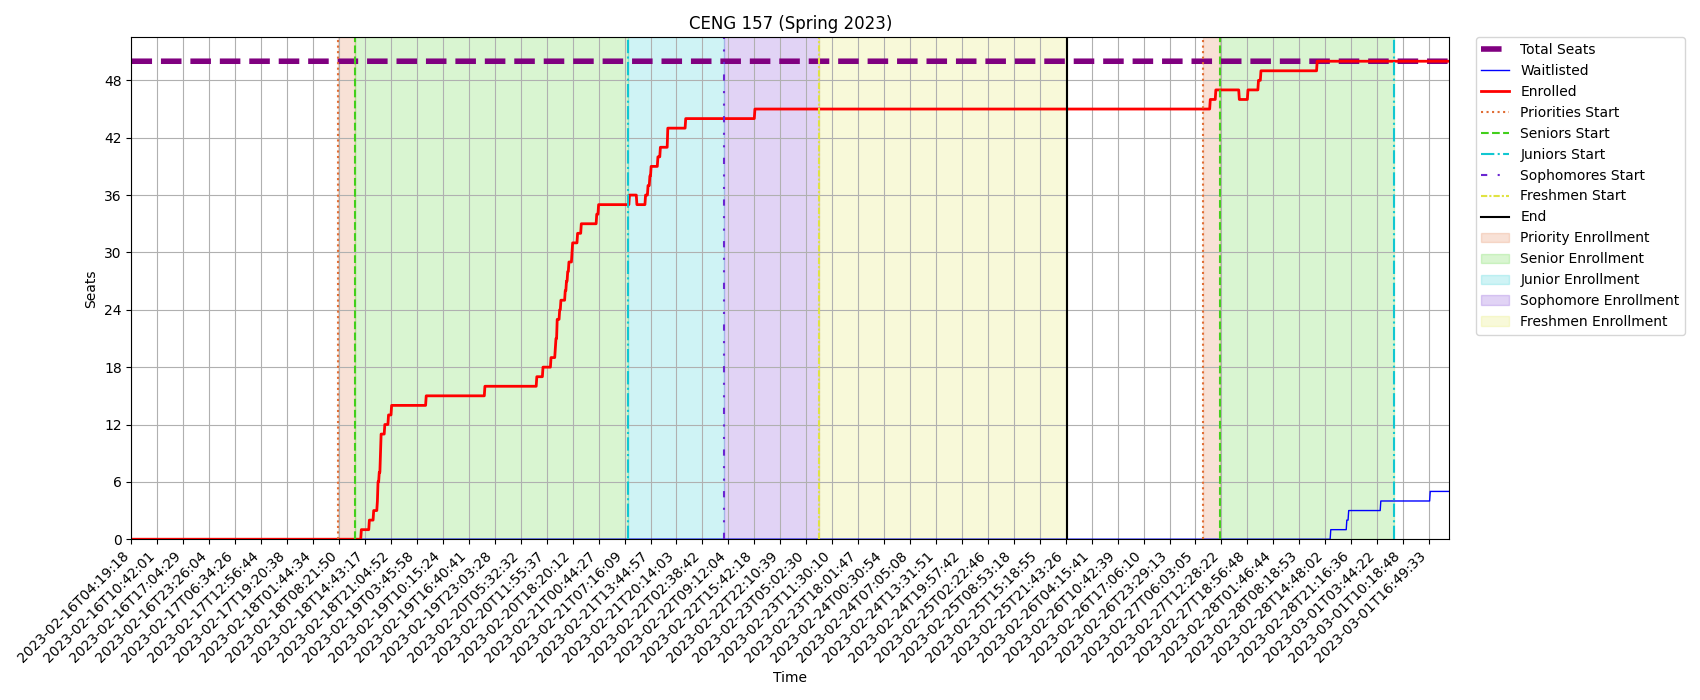 CENG 157 (Spring 2023)
Total Seats
Waitlisted
Enrolled
Priorities Start
Seniors Start
Juniors Start
Sophomores Start
Freshmen Start
End
Priority Enrollment
Senior Enrollment
Junior Enrollment
Sophomore Enrollment
Freshmen Enrollment
Seats
48
42
36
30
24
18
12
6
0
2023-02-16T04:19:18
2023-02-16T10:42:01
2023-02-16T17:04:29
2023-02-16T23:26:04
2023-02-17T06:34:26
2023-02-17T12:56:44
2023-02-17T19:20:38
2023-02-18T01:44:34
2023-02-18T08:21:50
2023-02-18T14:43:17
2023-02-18T21:04:52
2023-02-19T03:45:58
2023-02-19T10:15:24
2023-02-19T16:40:41
2023-02-19T23:03:28
2023-02-20T05:32:32
2023-02-20T11:55:37
2023-02-20T18:20:12
2023-02-21T00:44:27
2023-02-21T07:16:09
2023-02-21T13:44:57
2023-02-21T20:14:03
2023-02-22T02:38:42
2023-02-22T09:12:04
2023-02-22T15:42:18
2023-02-22T22:10:39
2023-02-23T05:02:30
2023-02-23T11:30:10
2023-02-23T18:01:47
2023-02-24T00:30:54
2023-02-24T07:05:08
2023-02-24T13:31:51
2023-02-24T19:57:42
2023-02-25T02:22:46
2023-02-25T08:53:18
2023-02-25T15:18:55
2023-02-25T21:43:26
2023-02-26T04:15:41
2023-02-26T10:42:39
2023-02-26T17:06:10
2023-02-26T23:29:13
2023-02-27T06:03:05
2023-02-27T12:28:22
2023-02-27T18:56:48
2023-02-28T01:46:44
2023-02-28T08:18:53
2023-02-28T14:48:02
2023-02-28T21:16:36
2023-03-01T03:44:22
2023-03-01T10:18:48
2023-03-01T16:49:33
Time